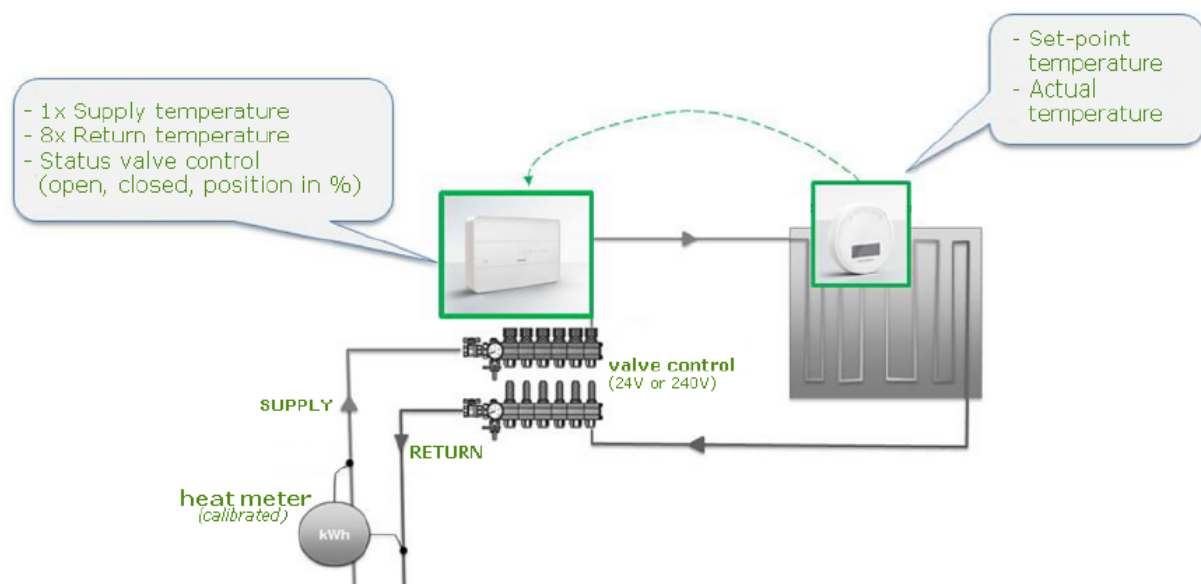 - Set-point
temperature
- Actual
temperature
- 1x Supply temperature
- 8x Return temperature
- Status valve control
(open, closed, position in %)
valve control
(24V or 240V)
SUPPLY
RETURN
heat meter
(calibrated)
kWh